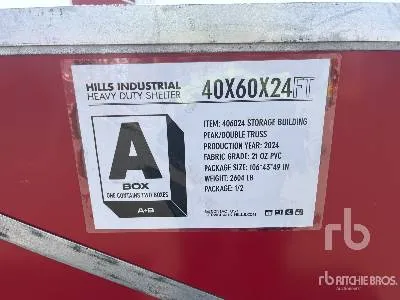 HILLS INDUSTRIAL
HEAVY DUTY SHELTER
40X60X24FT
A
BOX
ONE CONTAINS TWO BOXES
A+B
ITEM: 406024 STORAGE BUILDING
PEAK/DOUBLE TRUSS
PRODUCTION YEAR: 2024
FABRIC GRADE: 21 OZ PVC
PACKAGE SIZE: 106*43*49 IN
WEIGHT: 2604 LB
PACKAGE: 1/2
rb
rb RITCHIE BROS.